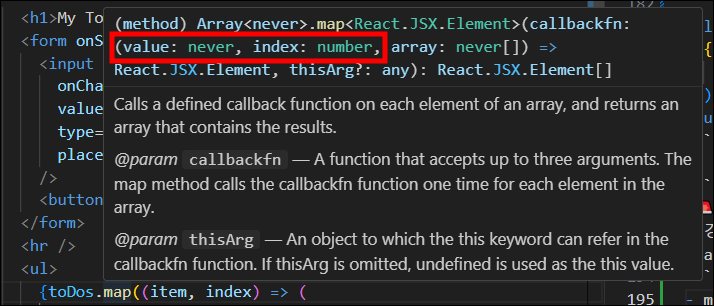 <h1>My To
<form onS
<input
onCha
value
type=
place
/>
<button
</form>
<hr />
<ul>
{toDos.map((item, index) => (
(method) Array<never>.map<React.JSX.Element>(callbackfn:
(value: never, index: number, array: never[]) =>
React.JSX.Element, thisArg?: any): React.JSX.Element[]
Calls a defined callback function on each element of an array, and returns an
array that contains the results.
@param callbackfn — A function that accepts up to three arguments. The
map method calls the callbackfn function one time for each element in the
array.
@param thisArg — An object to which the this keyword can refer in the
callbackfn function. If thisArg is omitted, undefined is used as the this value.
195